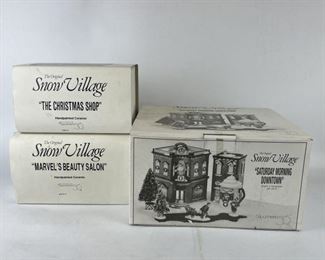 The Original
Snow Village
"THE CHRISTMAS SHOP"
Handpainted Ceramic
The Original
Snow Village
"MARVEL'S BEAUTY SALON"
Handpainted Ceramic
The Original
Snow Village
"SATURDAY MORNING
DOWNTOWN"